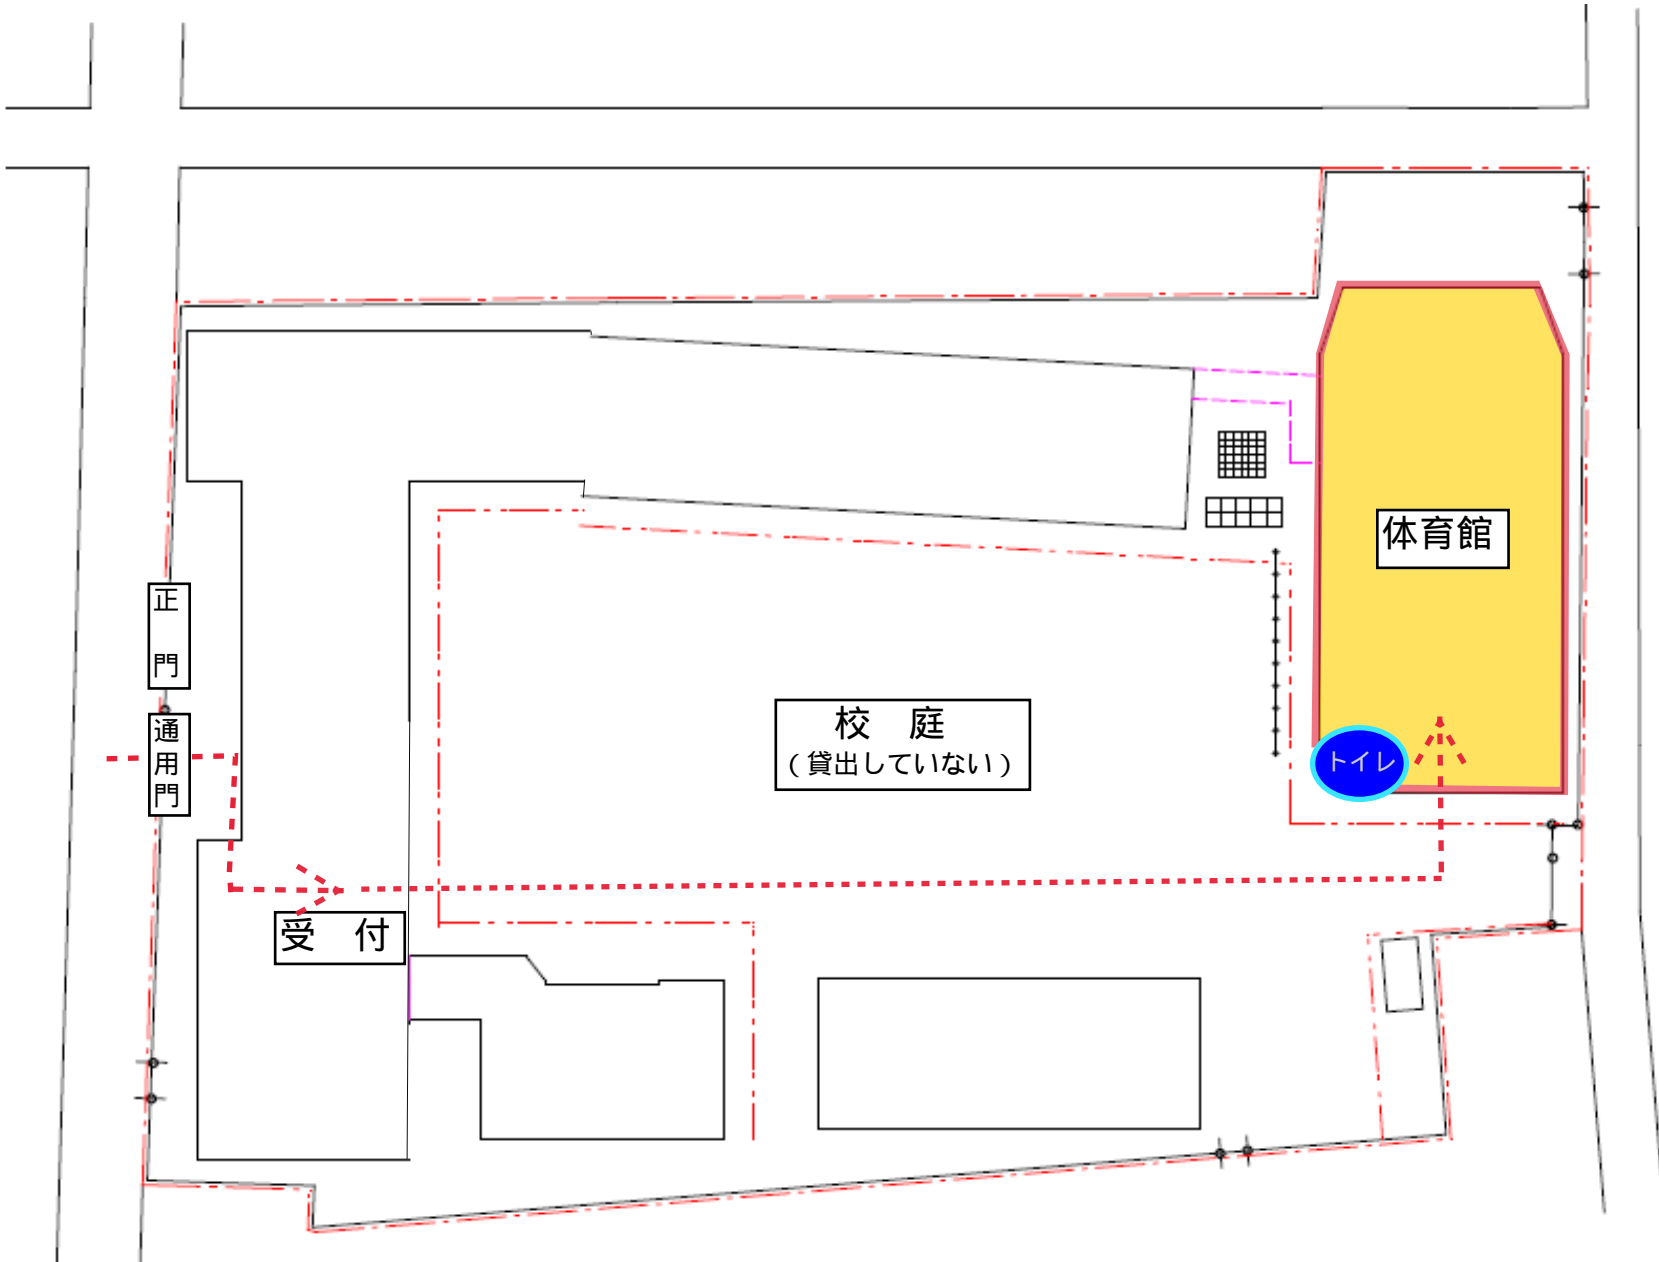 体育館
正　門
通用門
校　庭
（貸出していない）
トイレ
受　付